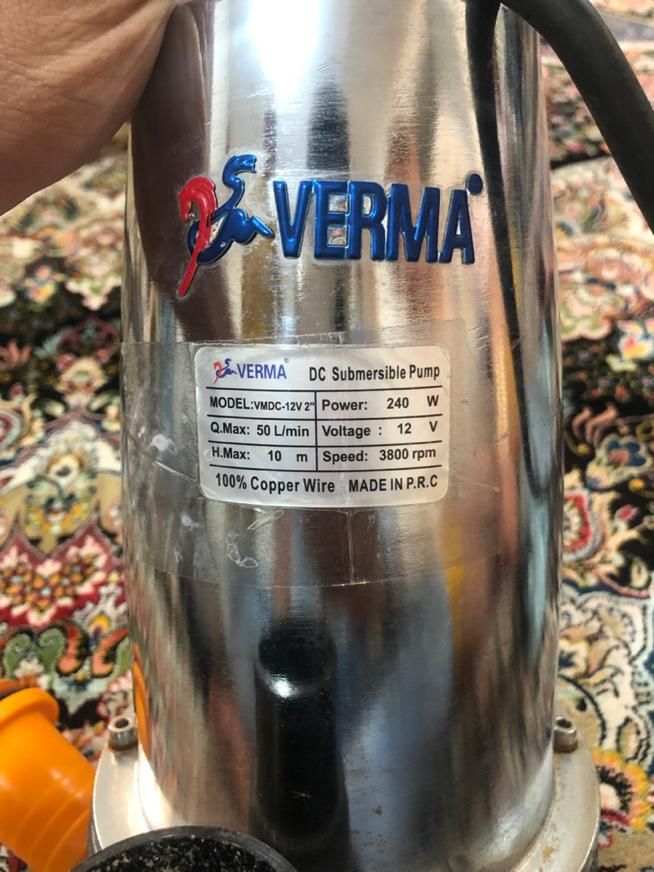 VERMA
VERMA® DC Submersible Pump
MODEL:VMDC-12V 2" Power: 240 W
Q.Max: 50 L/min Voltage : 12 V
H.Max: 10 m Speed: 3800 rpm
100% Copper Wire MADE IN P.R.C